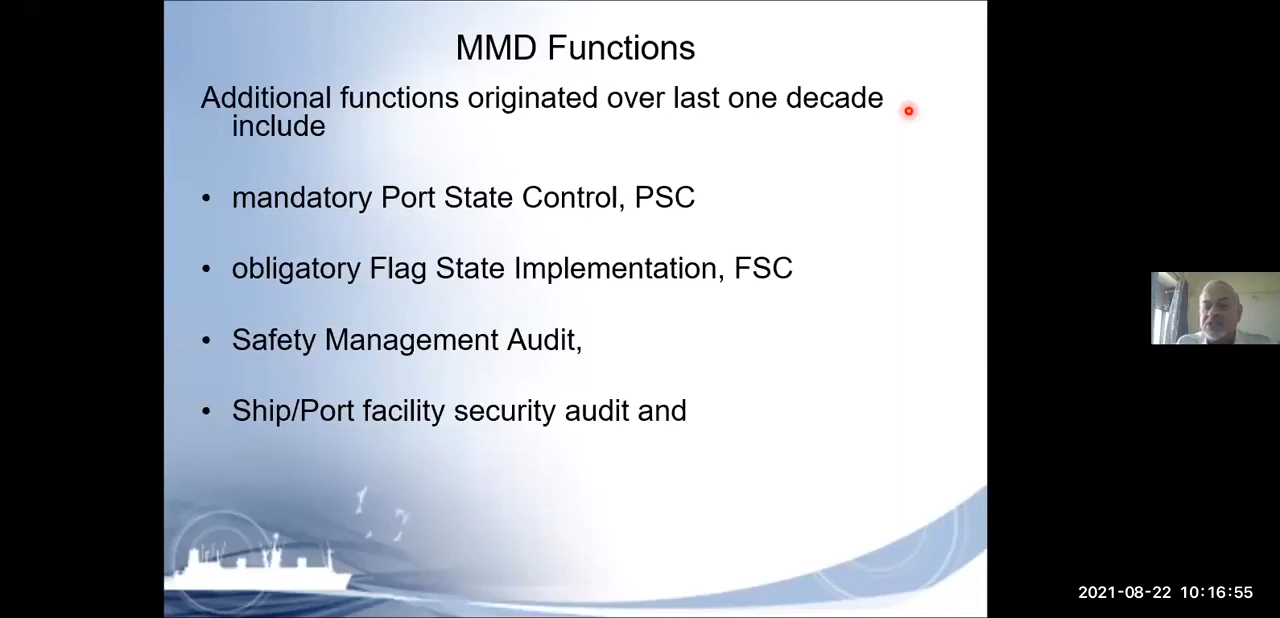 MMD Functions
Additional functions originated over last one decade
include
• mandatory Port State Control, PSC
• obligatory Flag State Implementation, FSC
• Safety Management Audit,
• Ship/Port facility security audit and
2021-08-22 10:16:55